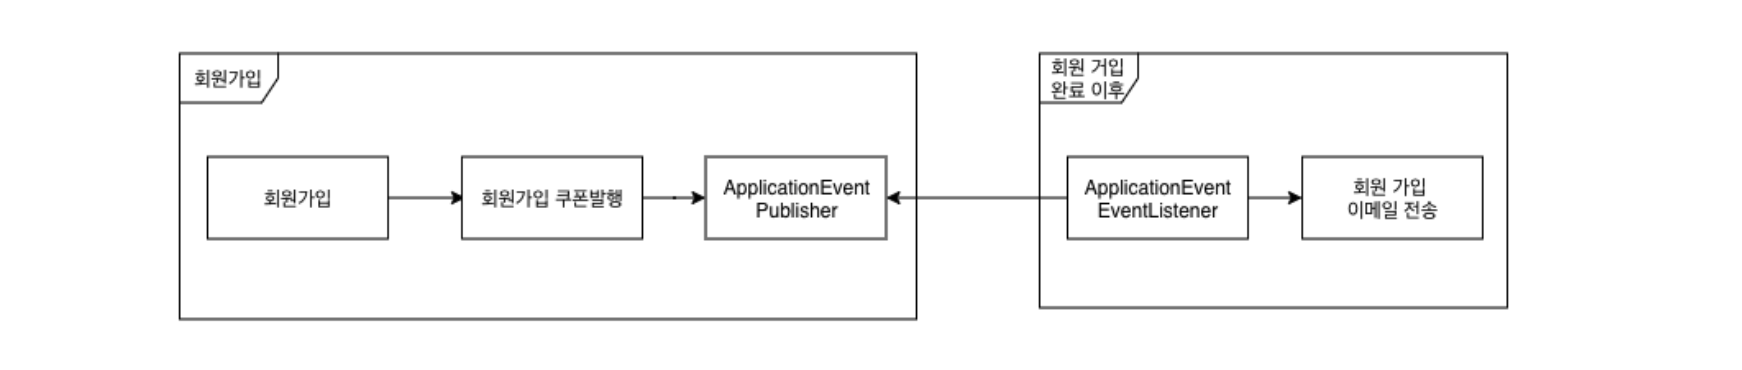 회원가입
회원가입
회원가입 쿠폰발행
ApplicationEvent
Publisher
회원 거입
완료 이후
ApplicationEvent
EventListener
회원 가입
이메일 전송